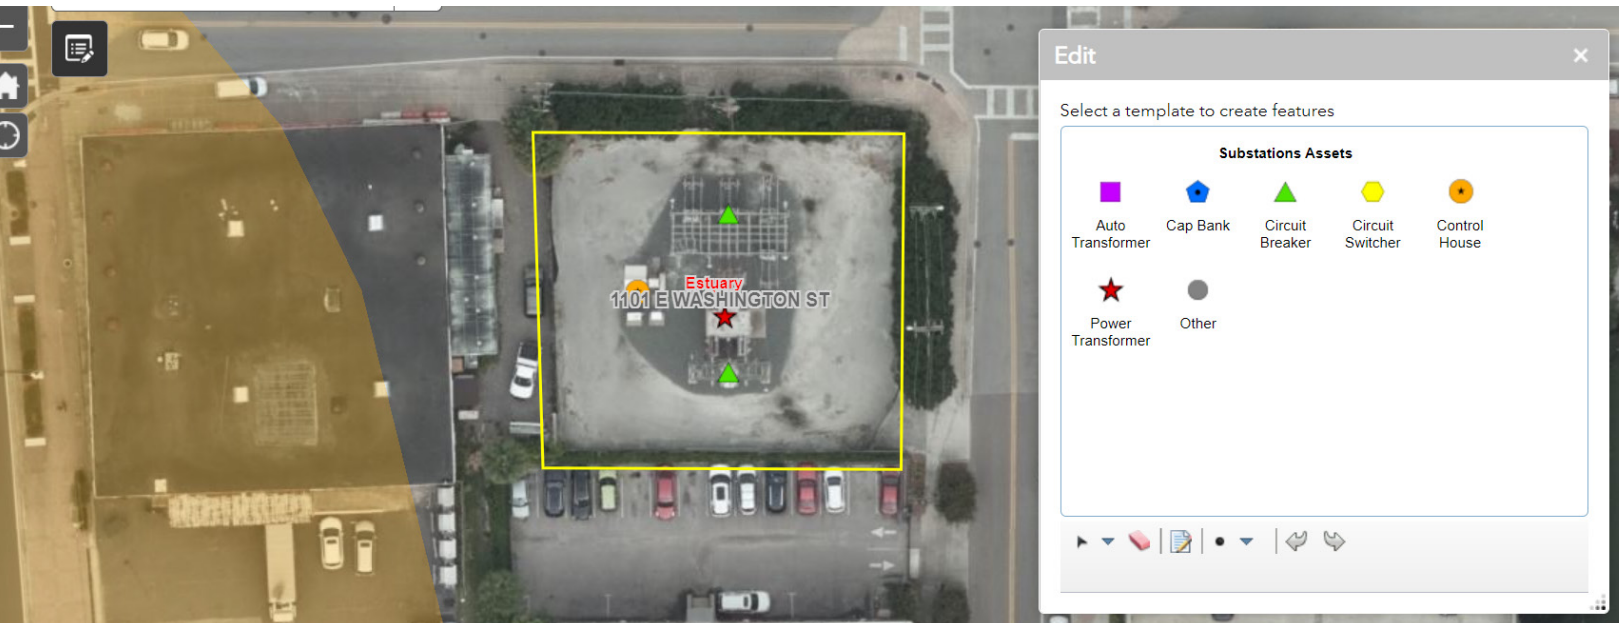 Edit
Select a template to create features
Substations Assets
Auto
Transformer
Cap Bank
Circuit
Breaker
Circuit
Switcher
Control
House
Power
Transformer
Other
Estuary
1101 E WASHINGTON ST